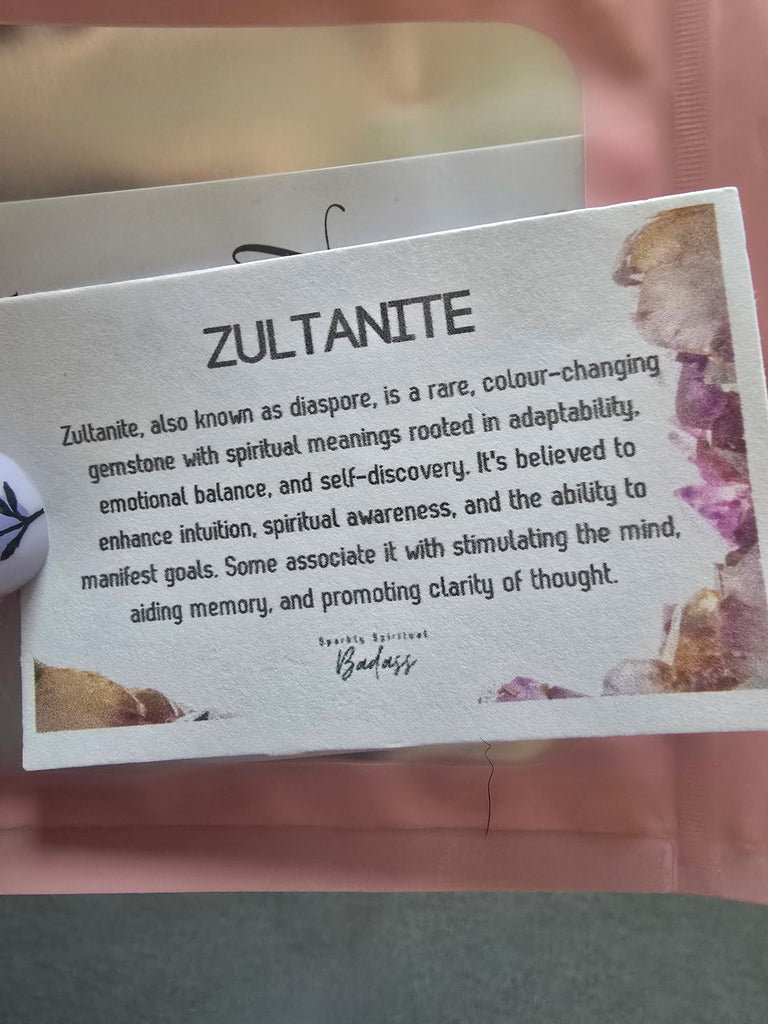 ZULTANITE
Zultanite, also known as diaspore, is a rare, colour-changing
gemstone with spiritual meanings rooted in adaptability,
emotional balance, and self-discovery. It's believed to
enhance intuition, spiritual awareness, and the ability to
manifest goals. Some associate it with stimulating the mind,
aiding memory, and promoting clarity of thought.
Sparkly Spiritual
Badass